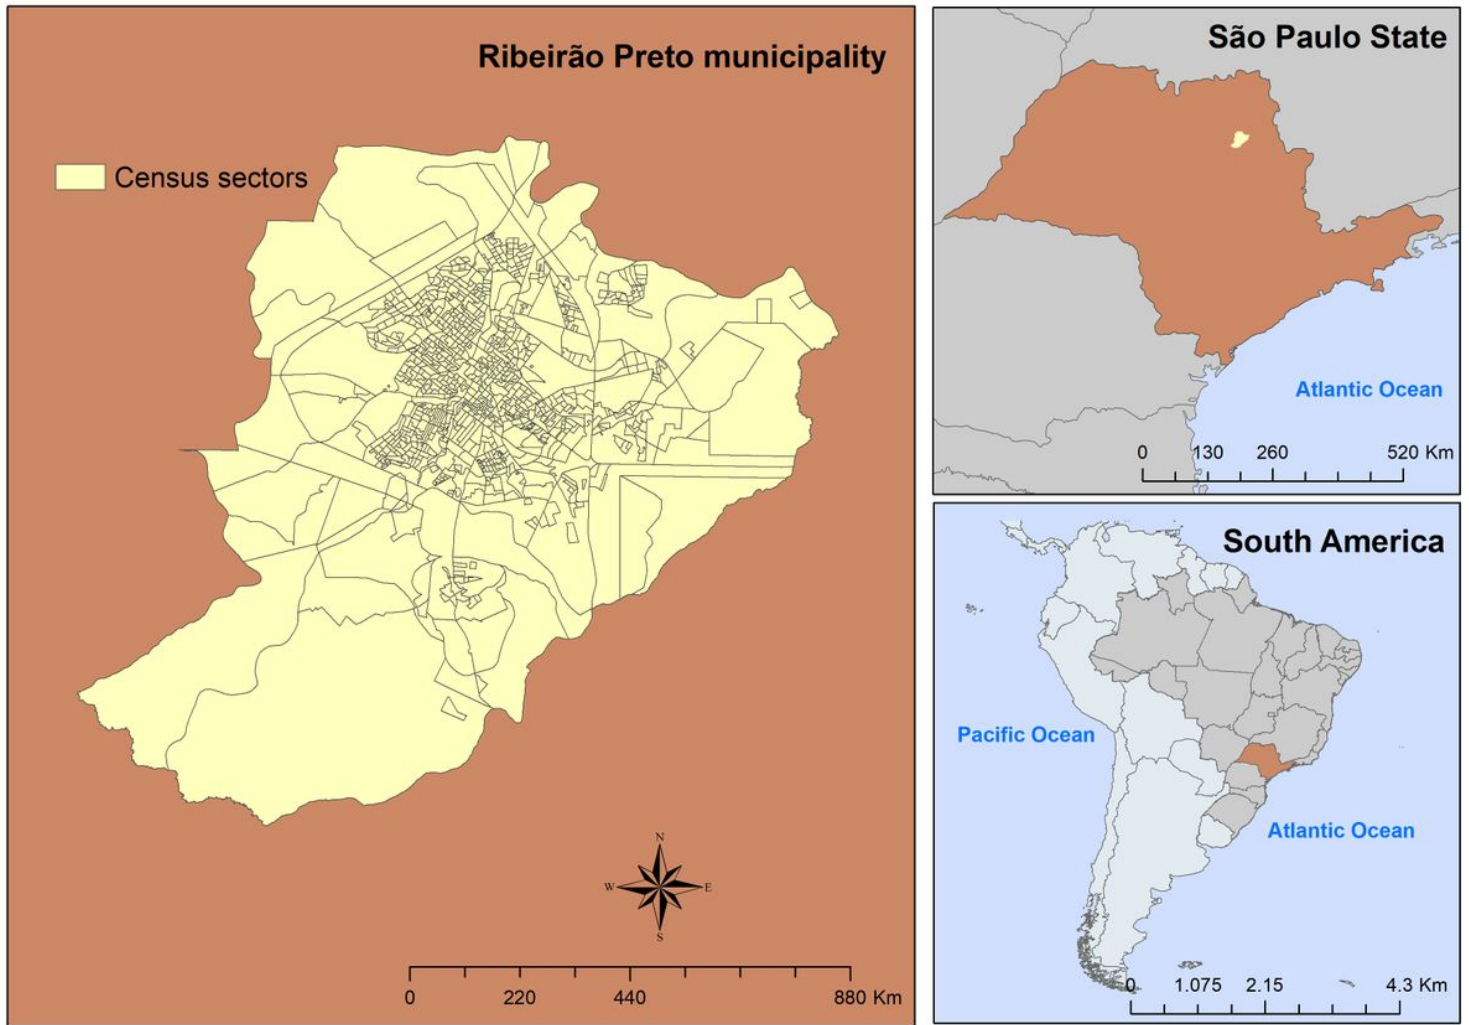 Ribeirão Preto municipality
Census sectors
N
W E
S
0 220 440 880 Km
São Paulo State
Atlantic Ocean
0 130 260 520 Km
South America
Pacific Ocean
Atlantic Ocean
0 1.075 2.15 4.3 Km